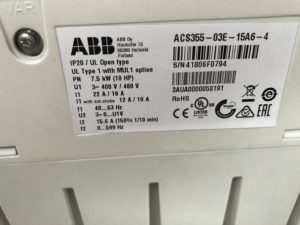 ABB
ABB Oy
Hiomotie 13
00380 Helsinki
Finland
ACS355-03E-15A6-4
IP20 / UL Open type
UL Type 1 with MUL1 option
PN 7.5 kW (10 HP)
U1 3~ 400 V / 480 V
I1 22 A / 18 A
I1 with ext.choke 12 A / 10 A
f1 48...63 Hz
U2 3~ 0...U1V
I2 15.6 A (150% 1/10 min)
f2 0...599 Hz
S/N 41806F0794
3AUA0000058191
RoHS